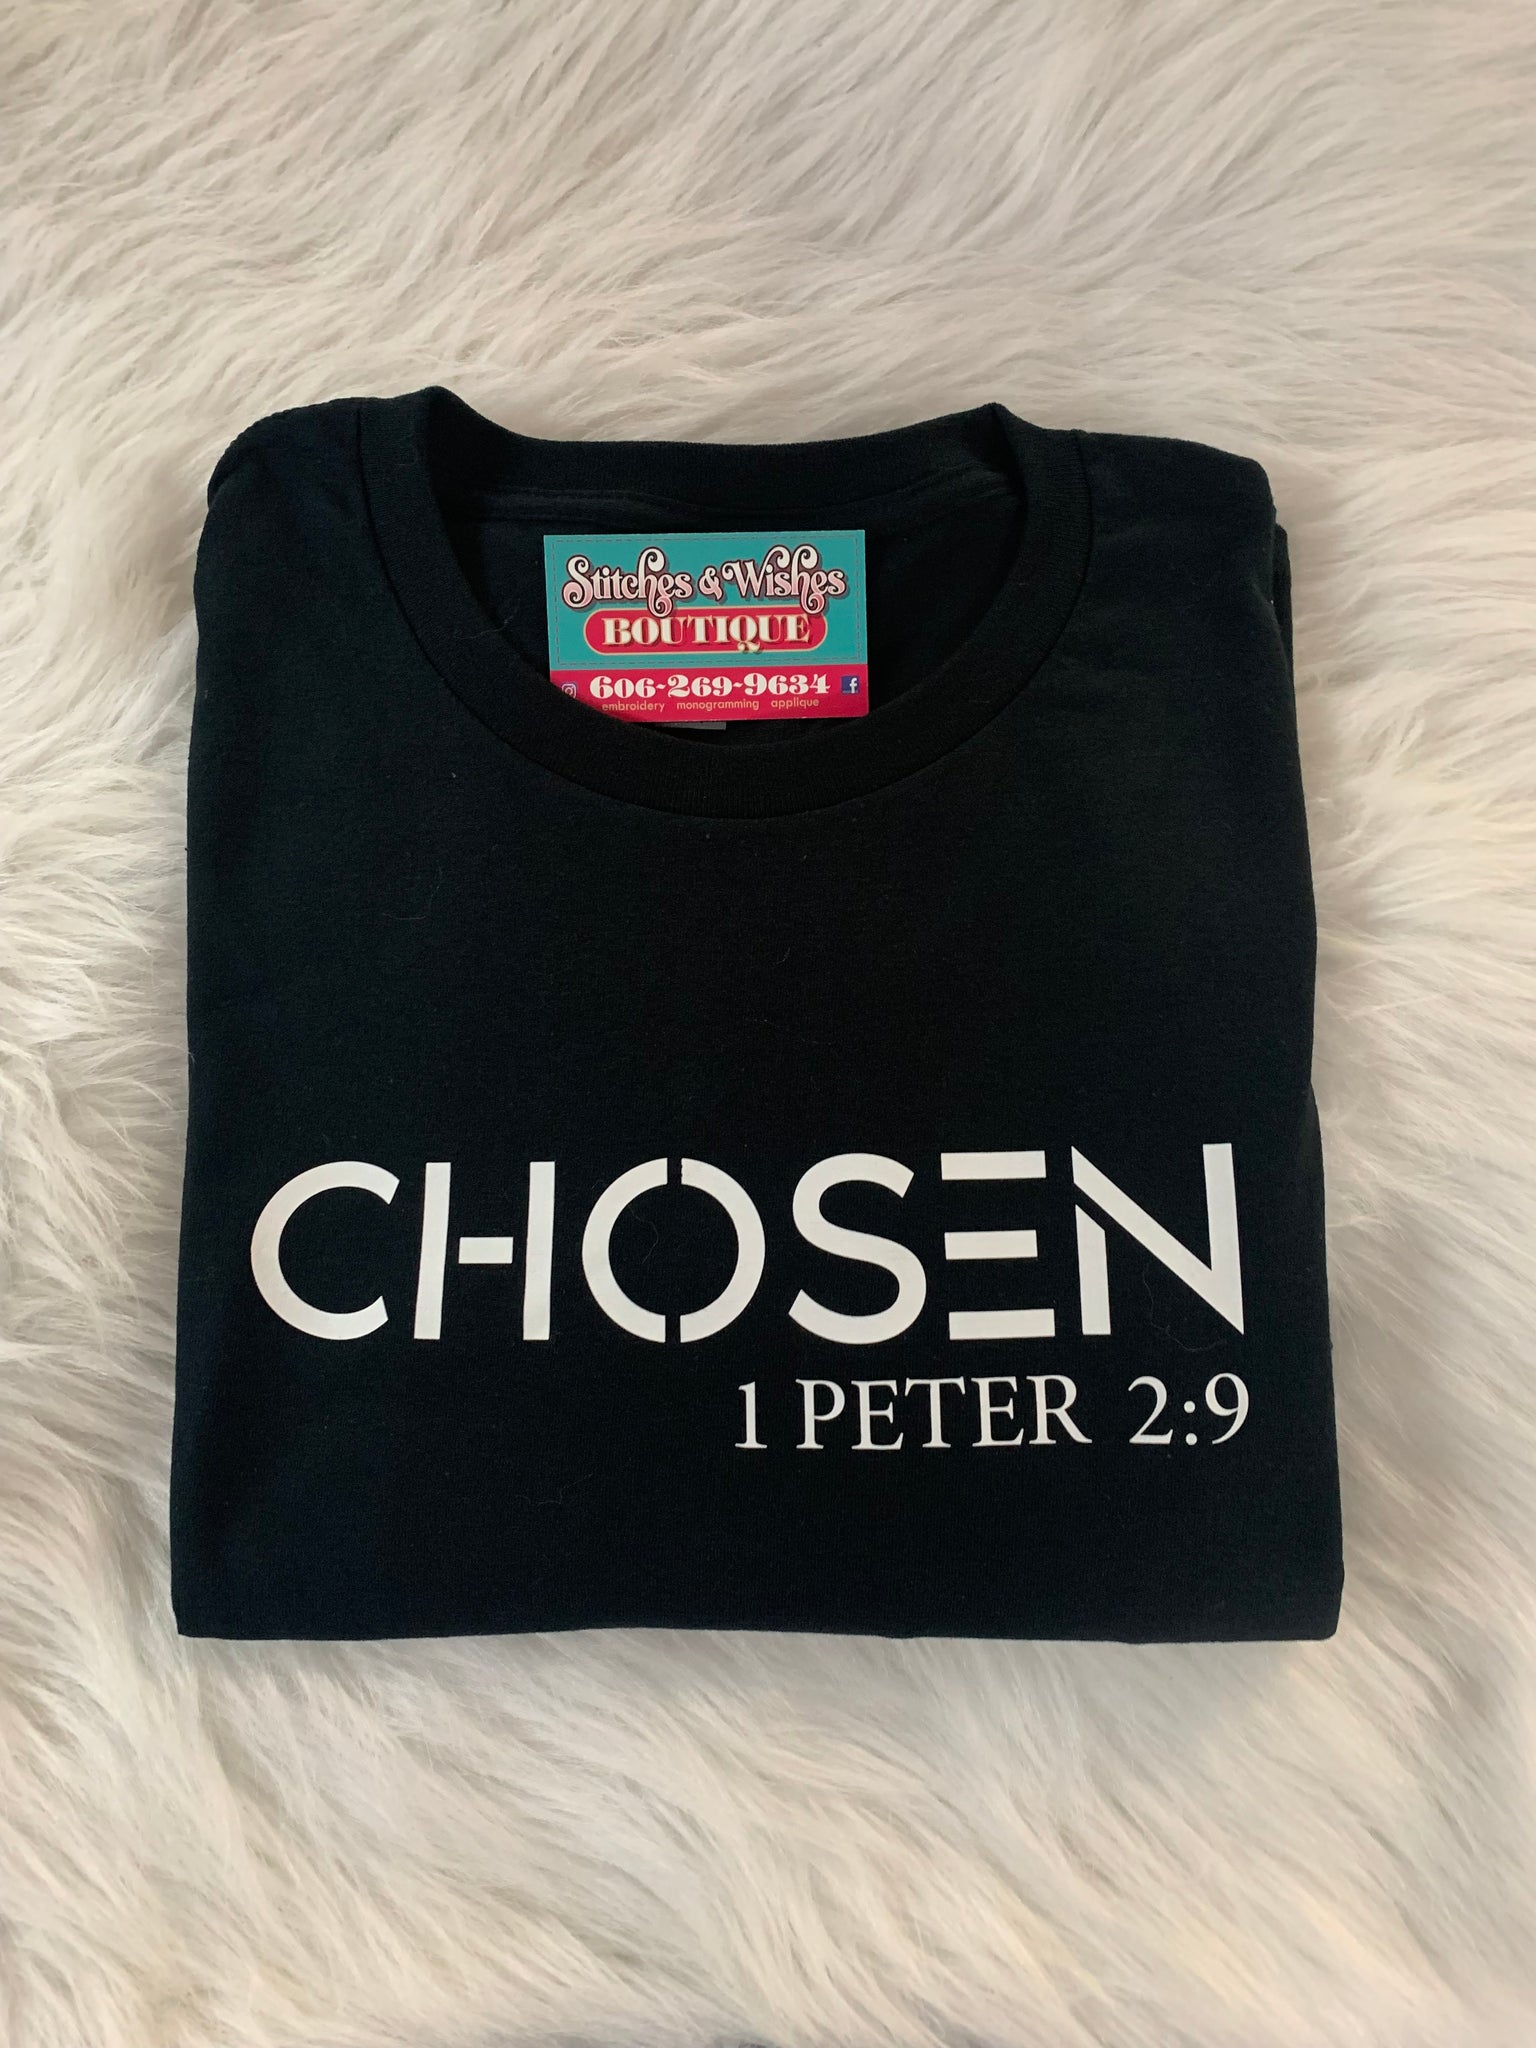 Stitches & Wishes
BOUTIQUE
606-269-9634
embroidery monogramming applique
CHOSEN
1 PETER 2:9